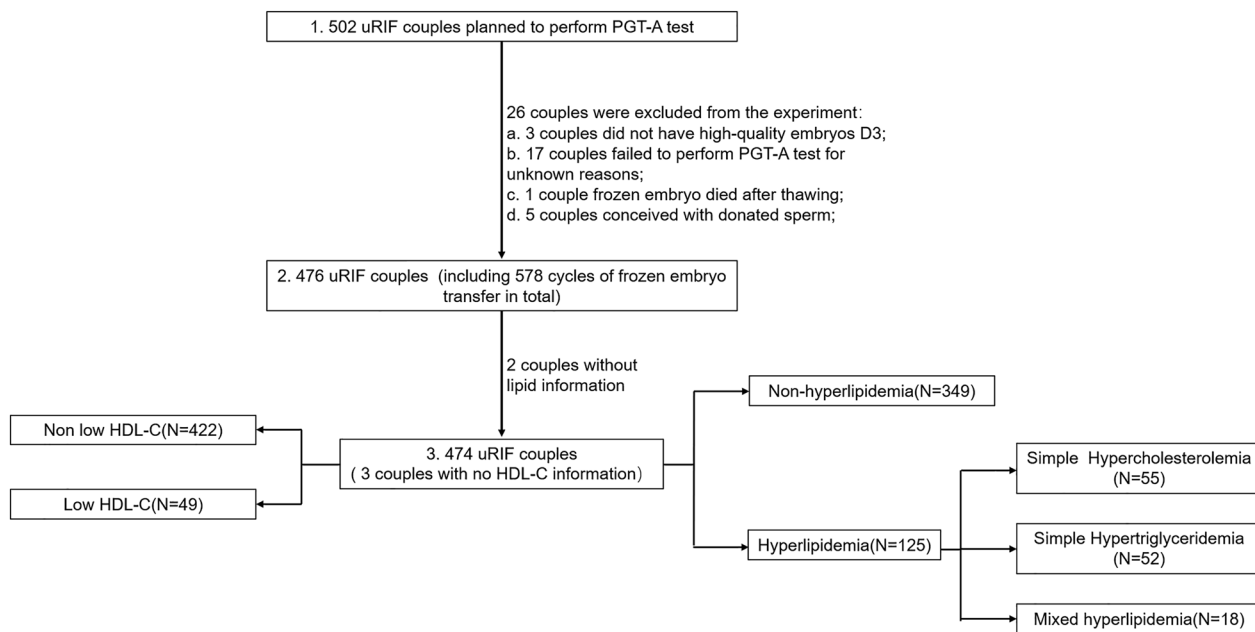 1. 502 uRIF couples planned to perform PGT-A test
26 couples were excluded from the experiment:
a. 3 couples did not have high-quality embryos D3;
b. 17 couples failed to perform PGT-A test for
unknown reasons;
c. 1 couple frozen embryo died after thawing;
d. 5 couples conceived with donated sperm;
2. 476 uRIF couples (including 578 cycles of frozen embryo
transfer in total)
2 couples without
lipid information
3. 474 uRIF couples
( 3 couples with no HDL-C information)
Non low HDL-C(N=422)
Low HDL-C(N=49)
Non-hyperlipidemia(N=349)
Hyperlipidemia(N=125)
Simple Hypercholesterolemia
(N=55)
Simple Hypertriglyceridemia
(N=52)
Mixed hyperlipidemia(N=18)